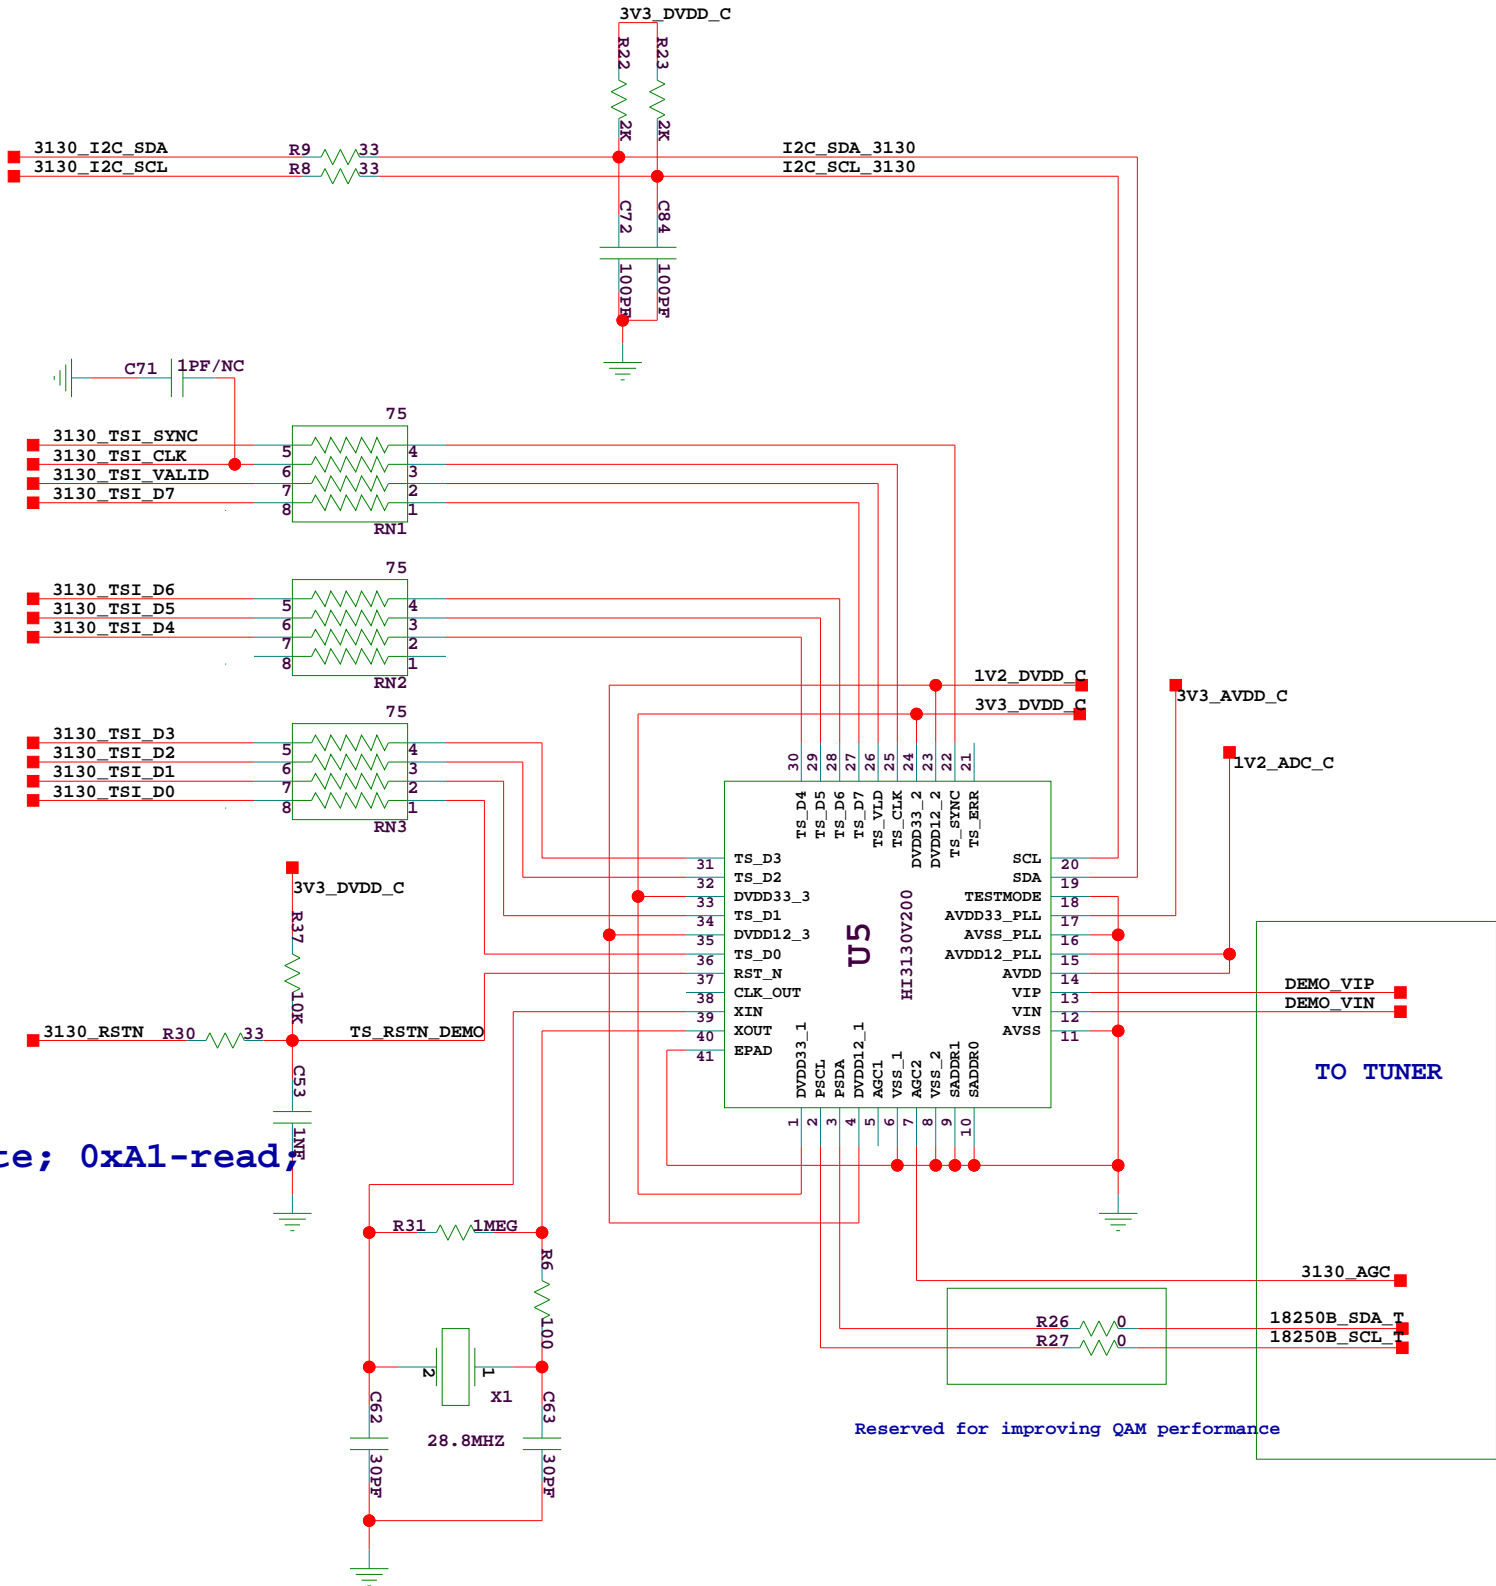 3V3_DVDD_C
R22
R23
2K
2K
3130_I2C_SDA
R9
33
I2C_SDA_3130
3130_I2C_SCL
R8
33
I2C_SCL_3130
C72
C84
100PF
100PF
C71
1PF/NC
75
3130_TSI_SYNC
5
4
3130_TSI_CLK
6
3
3130_TSI_VALID
7
2
3130_TSI_D7
8
1
RN1
75
3130_TSI_D6
5
4
3130_TSI_D5
6
3
3130_TSI_D4
7
2
8
1
RN2
1V2_DVDD_C
3V3_AVDD_C
3V3_DVDD_C
75
3130_TSI_D3
5
4
3130_TSI_D2
6
3
3130_TSI_D1
7
2
3130_TSI_D0
8
1
RN3
1V2_ADC_C
30
29
28
27
26
25
24
23
22
21
TS_D4
TS_D5
TS_D6
TS_D7
TS_VLD
TS_CLK
DVDD33_2
DVDD12_2
TS_SYNC
TS_ERR
31
TS_D3
32
TS_D2
33
DVDD33_3
34
TS_D1
35
DVDD12_3
36
TS_D0
37
RST_N
38
CLK_OUT
39
XIN
40
XOUT
41
EPAD
U5
HI3130V200
SCL
20
SDA
19
TESTMODE
18
AVDD33_PLL
17
AVSS_PLL
16
AVDD12_PLL
15
AVDD
14
VIP
13
VIN
12
AVSS
11
DVDD33_1
PSCL
PSDA
DVDD12_1
AGC1
VSS_1
AGC2
VSS_2
SADDR1
SADDR0
1
2
3
4
5
6
7
8
9
10
3V3_DVDD_C
R37
10K
3130_RSTN
R30
33
TS_RSTN_DEMO
C53
1NF
te; 0xA1-read;
DEMO_VIP
DEMO_VIN
TO TUNER
R31
1MEG
R6
100
2
1
X1
28.8MHZ
C62
C63
30PF
30PF
3130_AGC
R26
0
18250B_SDA_T
R27
0
18250B_SCL_T
Reserved for improving QAM performance